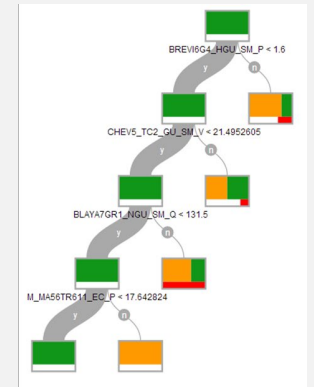 BREVI6G4_HGU_SM_P < 1.6
y
n
CHEV5_TC2_GU_SM_V < 21.4952605
y
n
BLAYA7GR1_NGU_SM_Q < 131.5
y
n
M_MA56TR611_EC_P < 17.642824
y
n